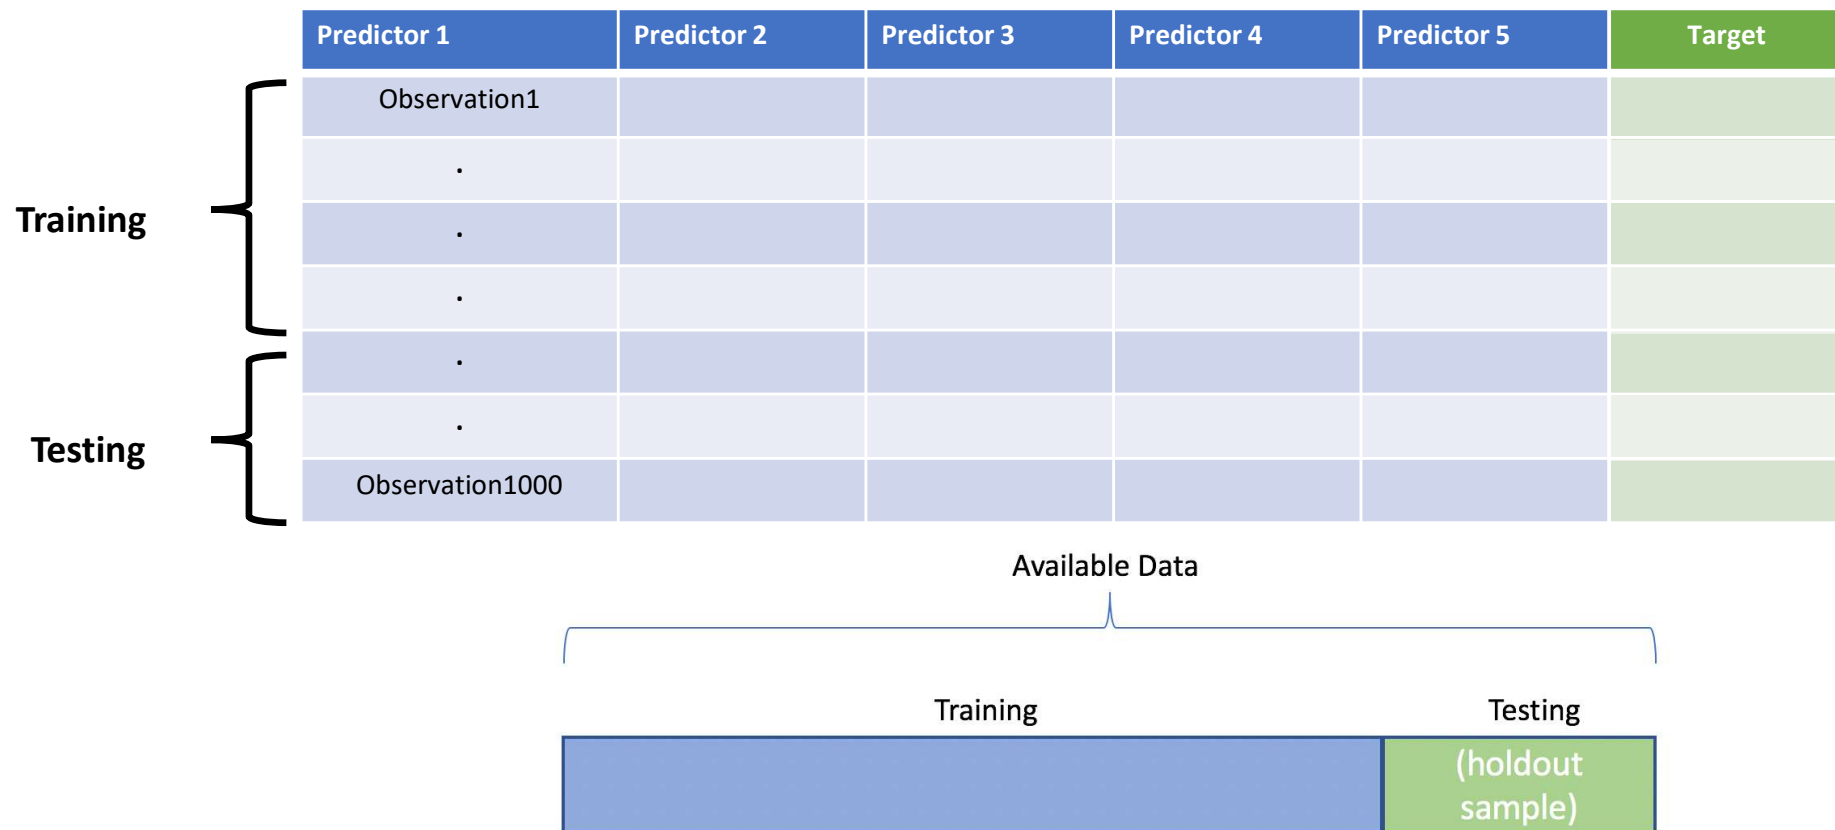 Predictor 1 Predictor 2 Predictor 3 Predictor 4 Predictor 5 Target
Observation1
.
.
Training
.
.
.
Testing
Observation1000
Available Data
Training Testing
(holdout
sample)